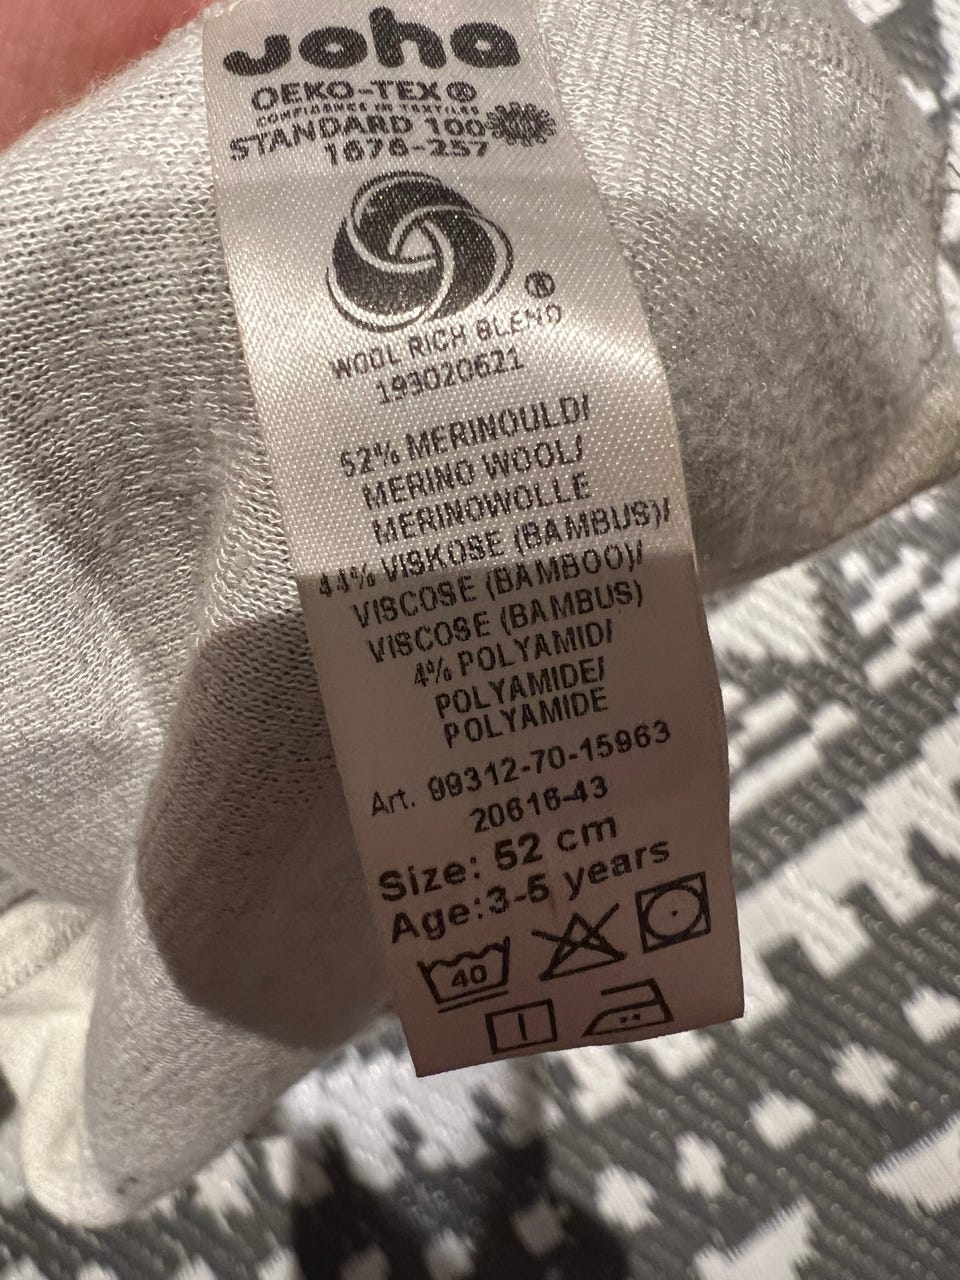 Joha
OEKO-TEX®
CONFIDENCE IN TEXTILES
STANDARD 100
1676-257
®
WOOL RICH BLEND
193020621
52% MERINOULD/
MERINO WOOL/
MERINOWOLLE
44% VISKOSE (BAMBUS)/
VISCOSE (BAMBOO)/
VISCOSE (BAMBUS)
4% POLYAMID/
POLYAMIDE/
POLYAMIDE
Art. 99312-70-15963
20616-43
Size: 52 cm
Age:3-5 years
40